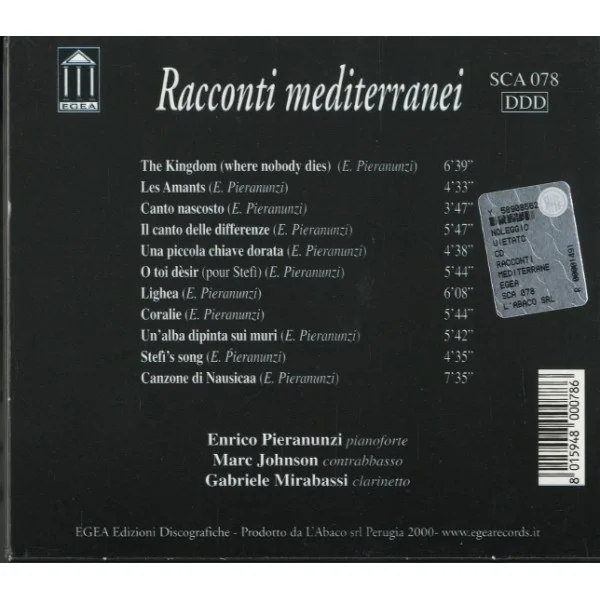 EGEA
Racconti mediterranei
SCA 078
DDD
The Kingdom (where nobody dies) (E. Pieranunzi) 6'39"
Les Amants (E. Pieranunzi) 4'33"
Canto nascosto (E. Pieranunzi) 3'47"
Il canto delle differenze (E. Pieranunzi) 5'47"
Una piccola chiave dorata (E. Pieranunzi) 4'38"
O toi dèsir (pour Stefi) (E. Pieranunzi) 5'44"
Lighea (E. Pieranunzi) 6'08"
Coralie (E. Pieranunzi) 5'44"
Un'alba dipinta sui muri (E. Pieranunzi) 5'42"
Stefi's song (E. Pieranunzi) 4'35"
Canzone di Nausicaa (E. Pieranunzi) 7'35"
NOLEGGIO
VIETATO
CD
RACCONTI
MEDITERRANE
EGEA
SCA 078
L'ABACO SRL
Enrico Pieranunzi pianoforte
Marc Johnson contrabbasso
Gabriele Mirabassi clarinetto
8 015948 000786
EGEA Edizioni Discografiche - Prodotto da L'Abaco srl Perugia 2000- www.egearecords.it